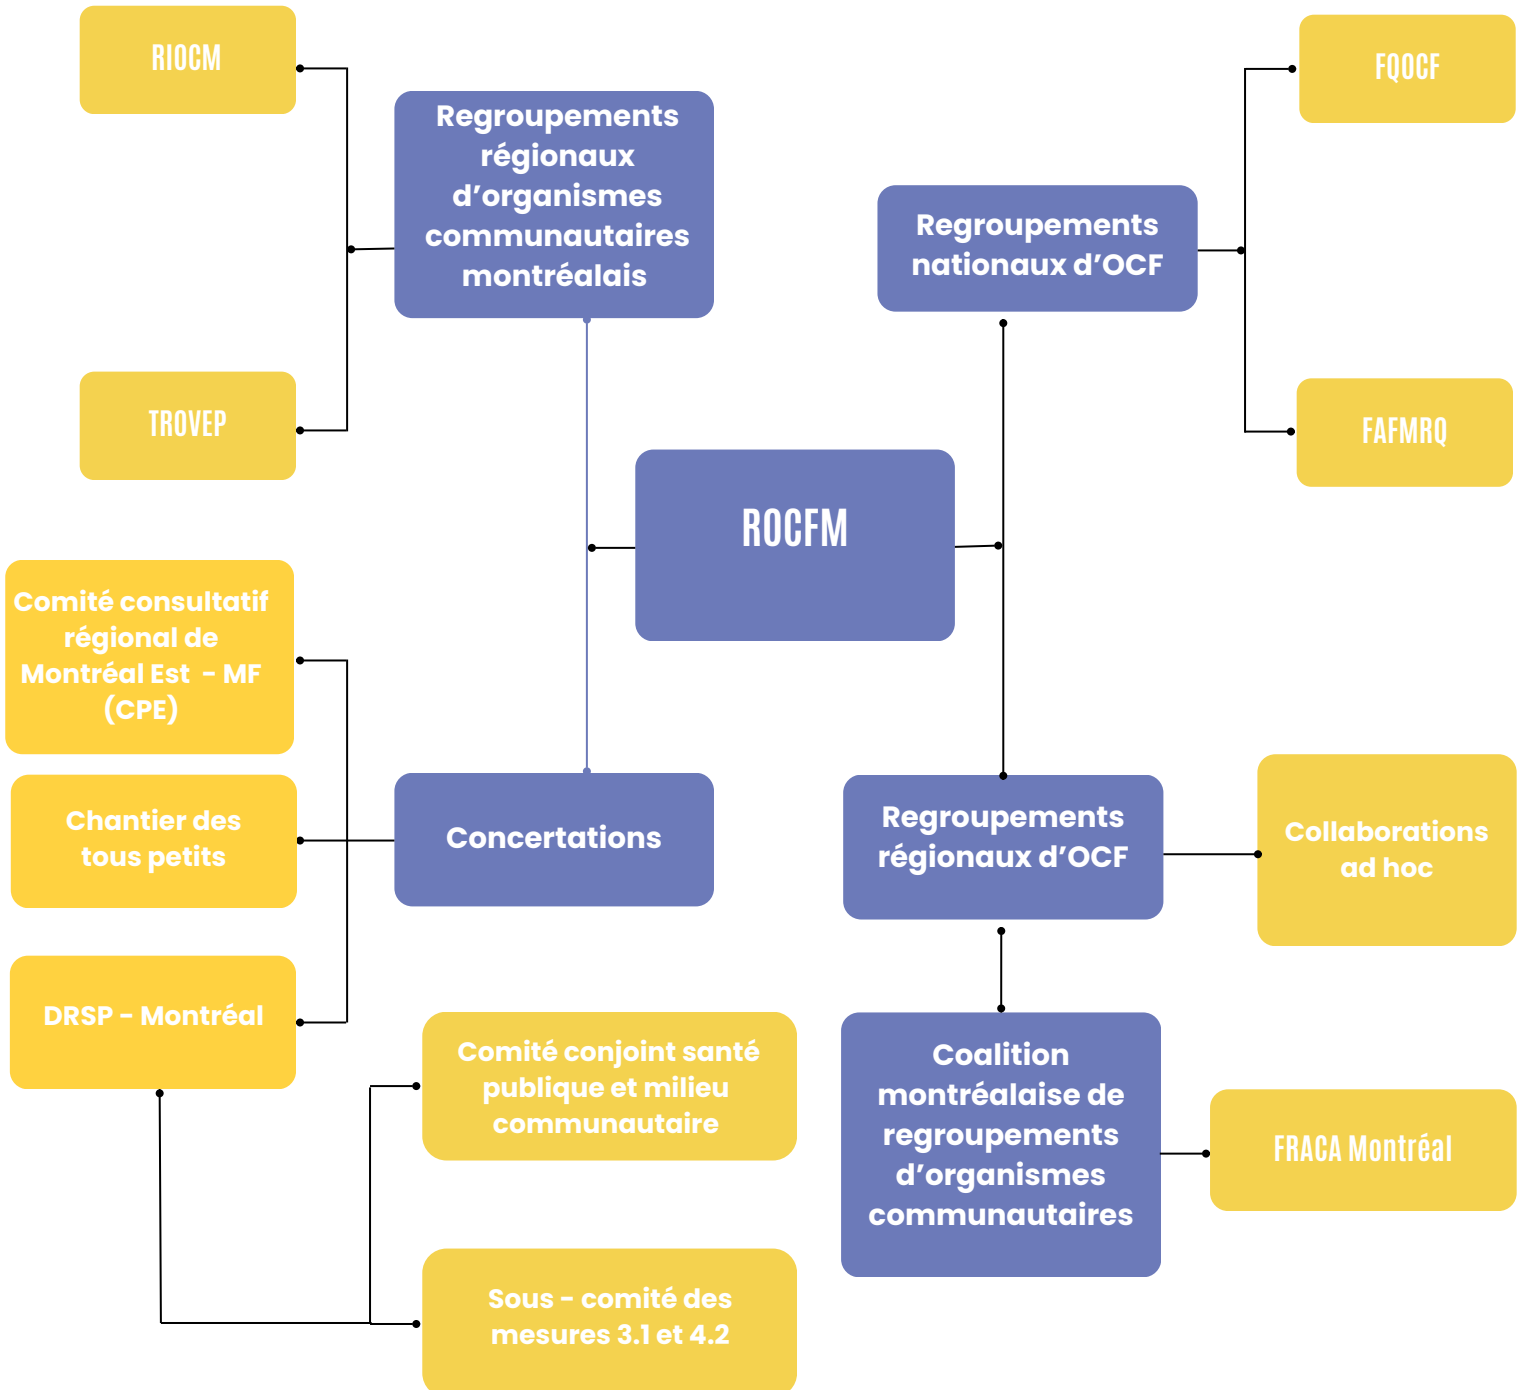 RIOCM
Regroupements
régionaux
d’organismes
communautaires
montréalais
TROVEP
FQOCF
Regroupements
nationaux d’OCF
FAFMRQ
ROCFM
Comité consultatif
régional de
Montréal Est - MF
(CPE)
Chantier des
tous petits
DRSP - Montréal
Concertations
Comité conjoint santé
publique et milieu
communautaire
Sous - comité des
mesures 3.1 et 4.2
Regroupements
régionaux d’OCF
Collaborations
ad hoc
Coalition
montréalaise de
regroupements
d’organismes
communautaires
FRACA Montréal